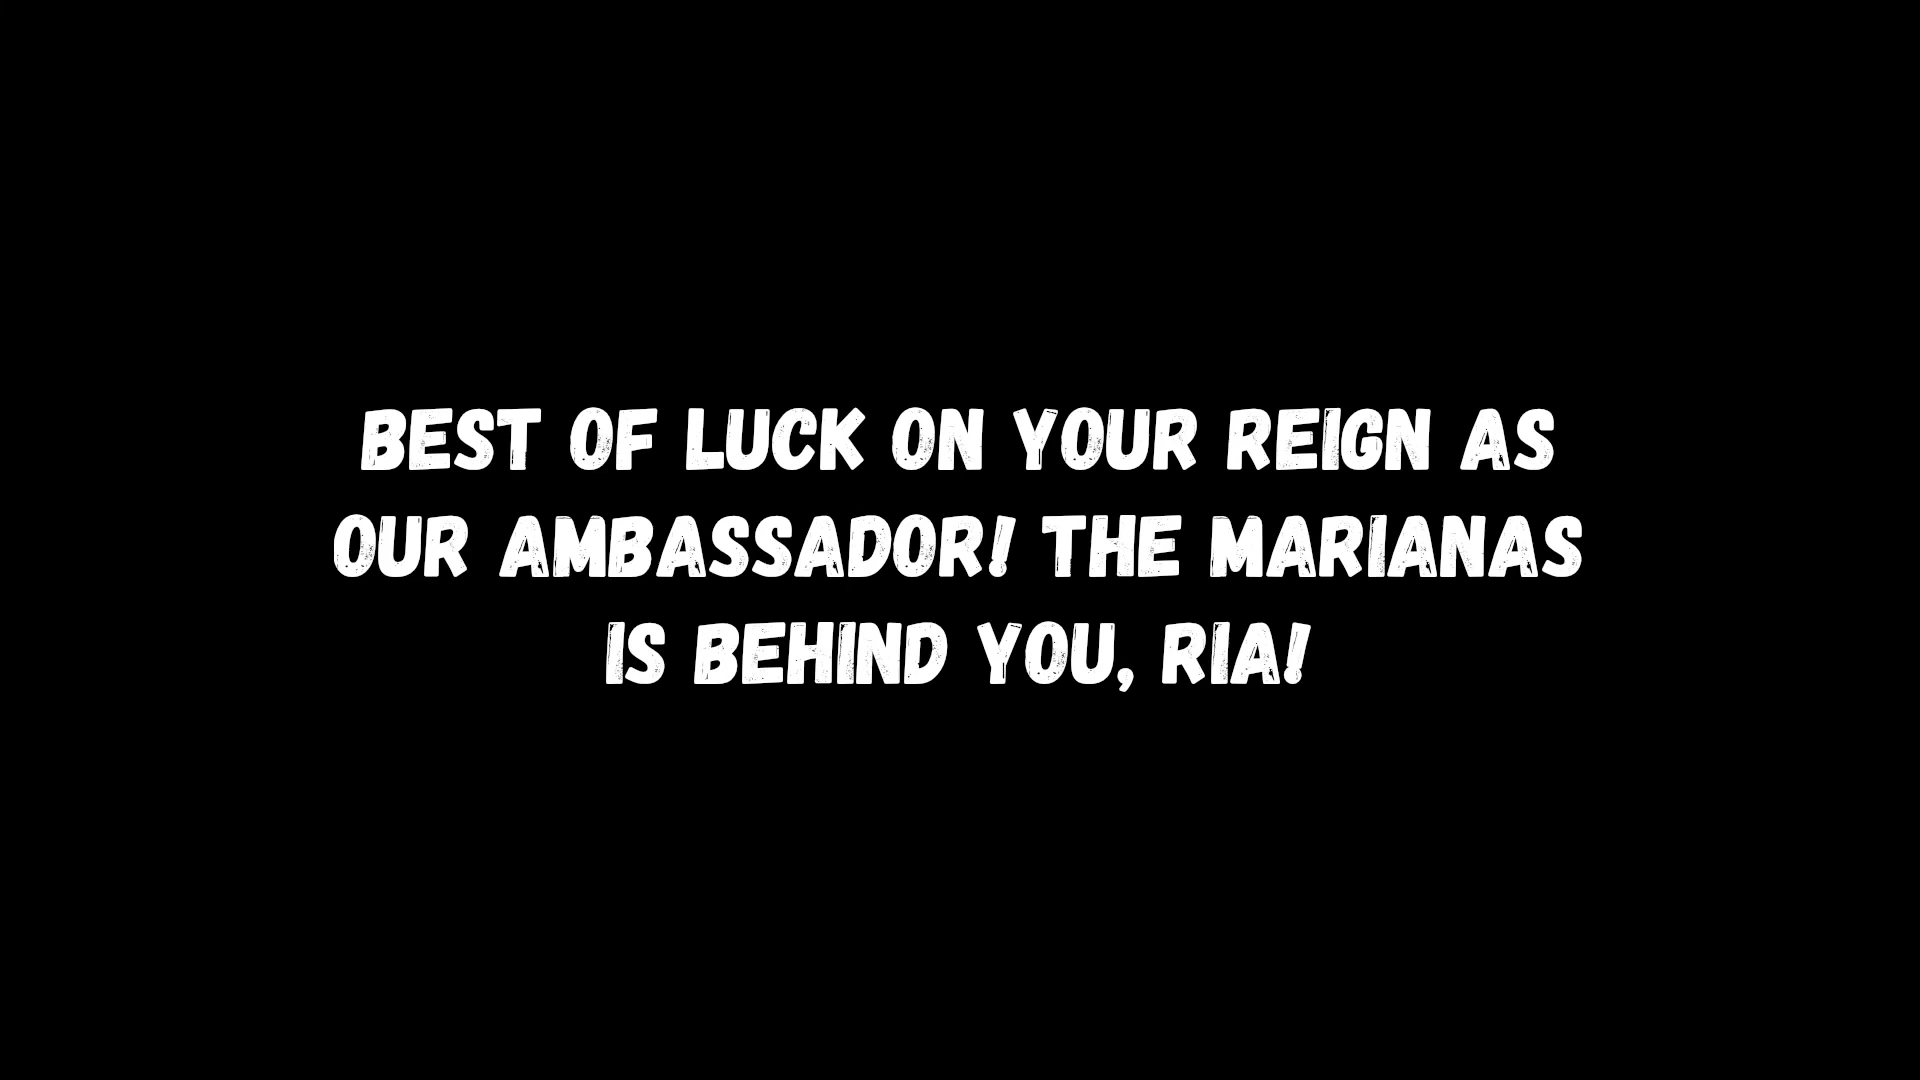 BEST OF LUCK ON YOUR REIGN AS
OUR AMBASSADOR! THE MARIANAS
IS BEHIND YOU, RIA!